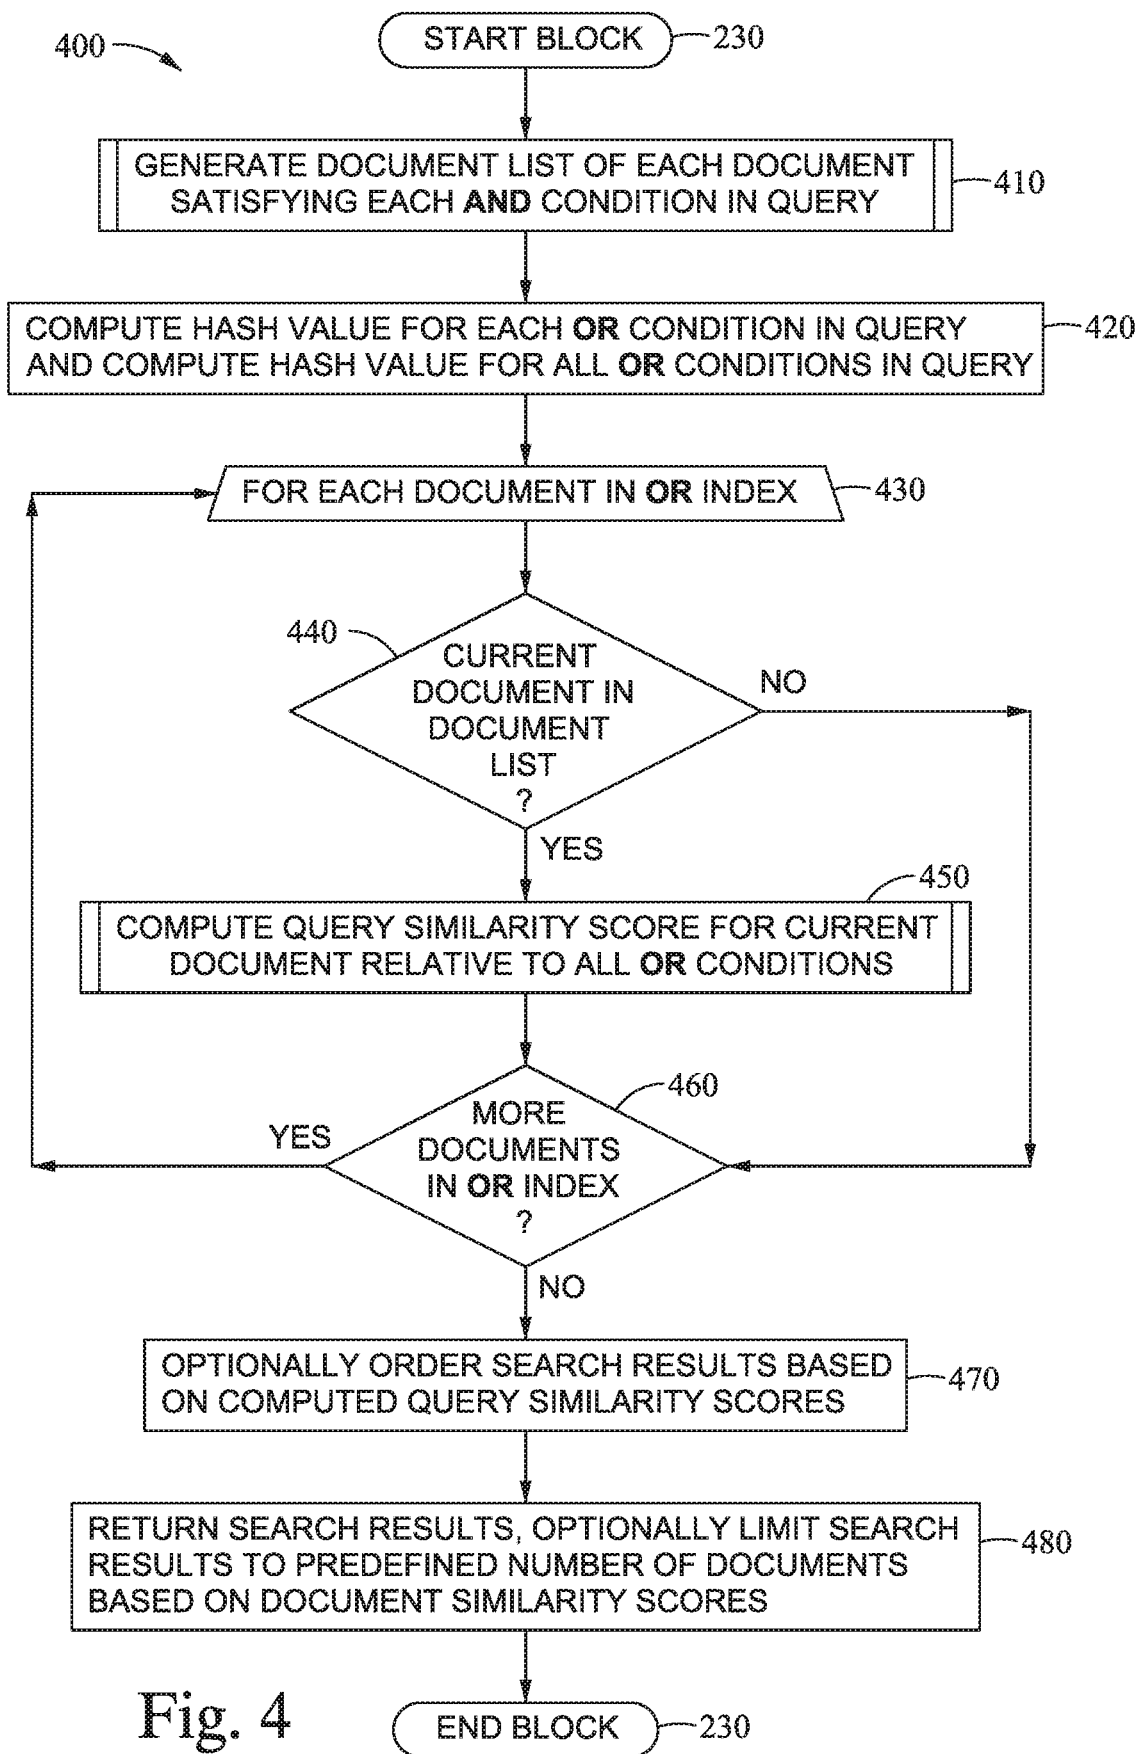 400
START BLOCK
230
GENERATE DOCUMENT LIST OF EACH DOCUMENT
SATISFYING EACH AND CONDITION IN QUERY
410
COMPUTE HASH VALUE FOR EACH OR CONDITION IN QUERY
AND COMPUTE HASH VALUE FOR ALL OR CONDITIONS IN QUERY
420
FOR EACH DOCUMENT IN OR INDEX
430
440
CURRENT
DOCUMENT IN
DOCUMENT
LIST
?
NO
YES
450
COMPUTE QUERY SIMILARITY SCORE FOR CURRENT
DOCUMENT RELATIVE TO ALL OR CONDITIONS
460
MORE
DOCUMENTS
IN OR INDEX
?
YES
NO
OPTIONALLY ORDER SEARCH RESULTS BASED
ON COMPUTED QUERY SIMILARITY SCORES
470
RETURN SEARCH RESULTS, OPTIONALLY LIMIT SEARCH
RESULTS TO PREDEFINED NUMBER OF DOCUMENTS
BASED ON DOCUMENT SIMILARITY SCORES
480
Fig. 4
END BLOCK
230